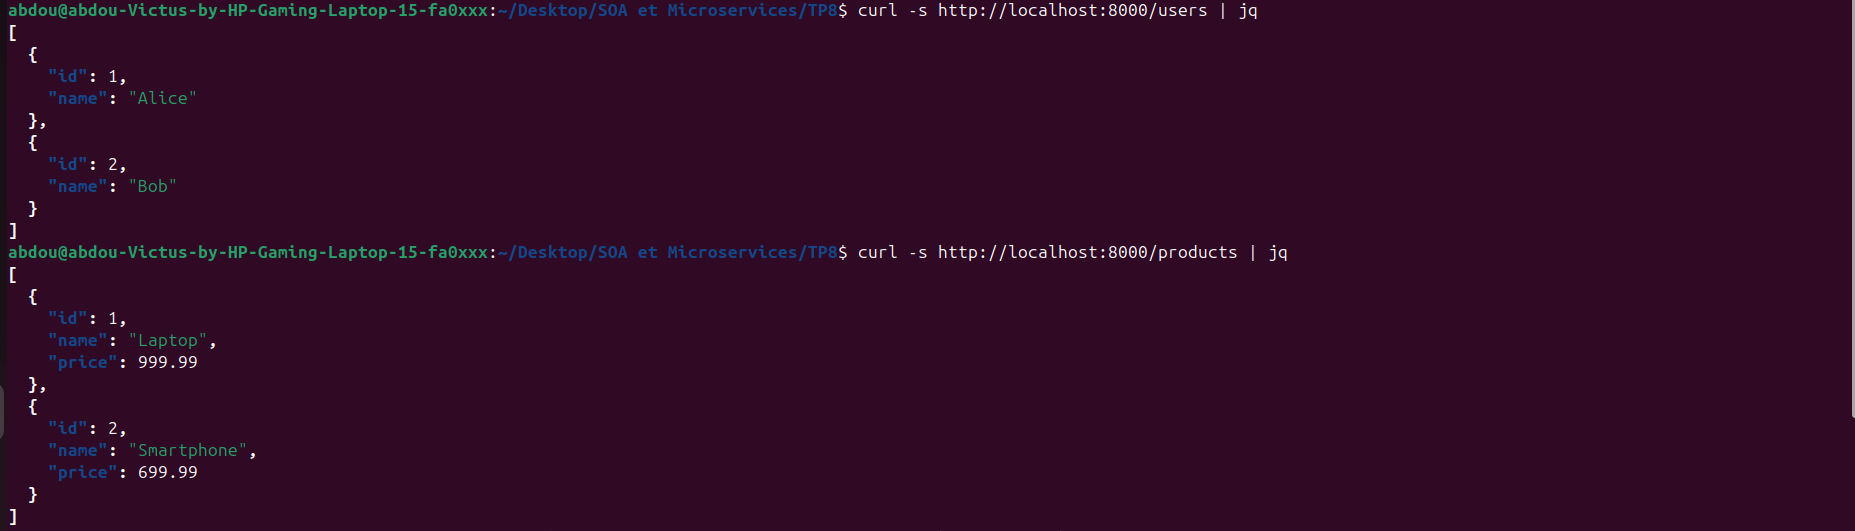 abdou@abdou-Victus-by-HP-Gaming-Laptop-15-fa0xxx:~/Desktop/SOA et Microservices/TP8$ curl -s http://localhost:8000/users | jq
[
  {
    "id": 1,
    "name": "Alice"
  },
  {
    "id": 2,
    "name": "Bob"
  }
]
abdou@abdou-Victus-by-HP-Gaming-Laptop-15-fa0xxx:~/Desktop/SOA et Microservices/TP8$ curl -s http://localhost:8000/products | jq
[
  {
    "id": 1,
    "name": "Laptop",
    "price": 999.99
  },
  {
    "id": 2,
    "name": "Smartphone",
    "price": 699.99
  }
]